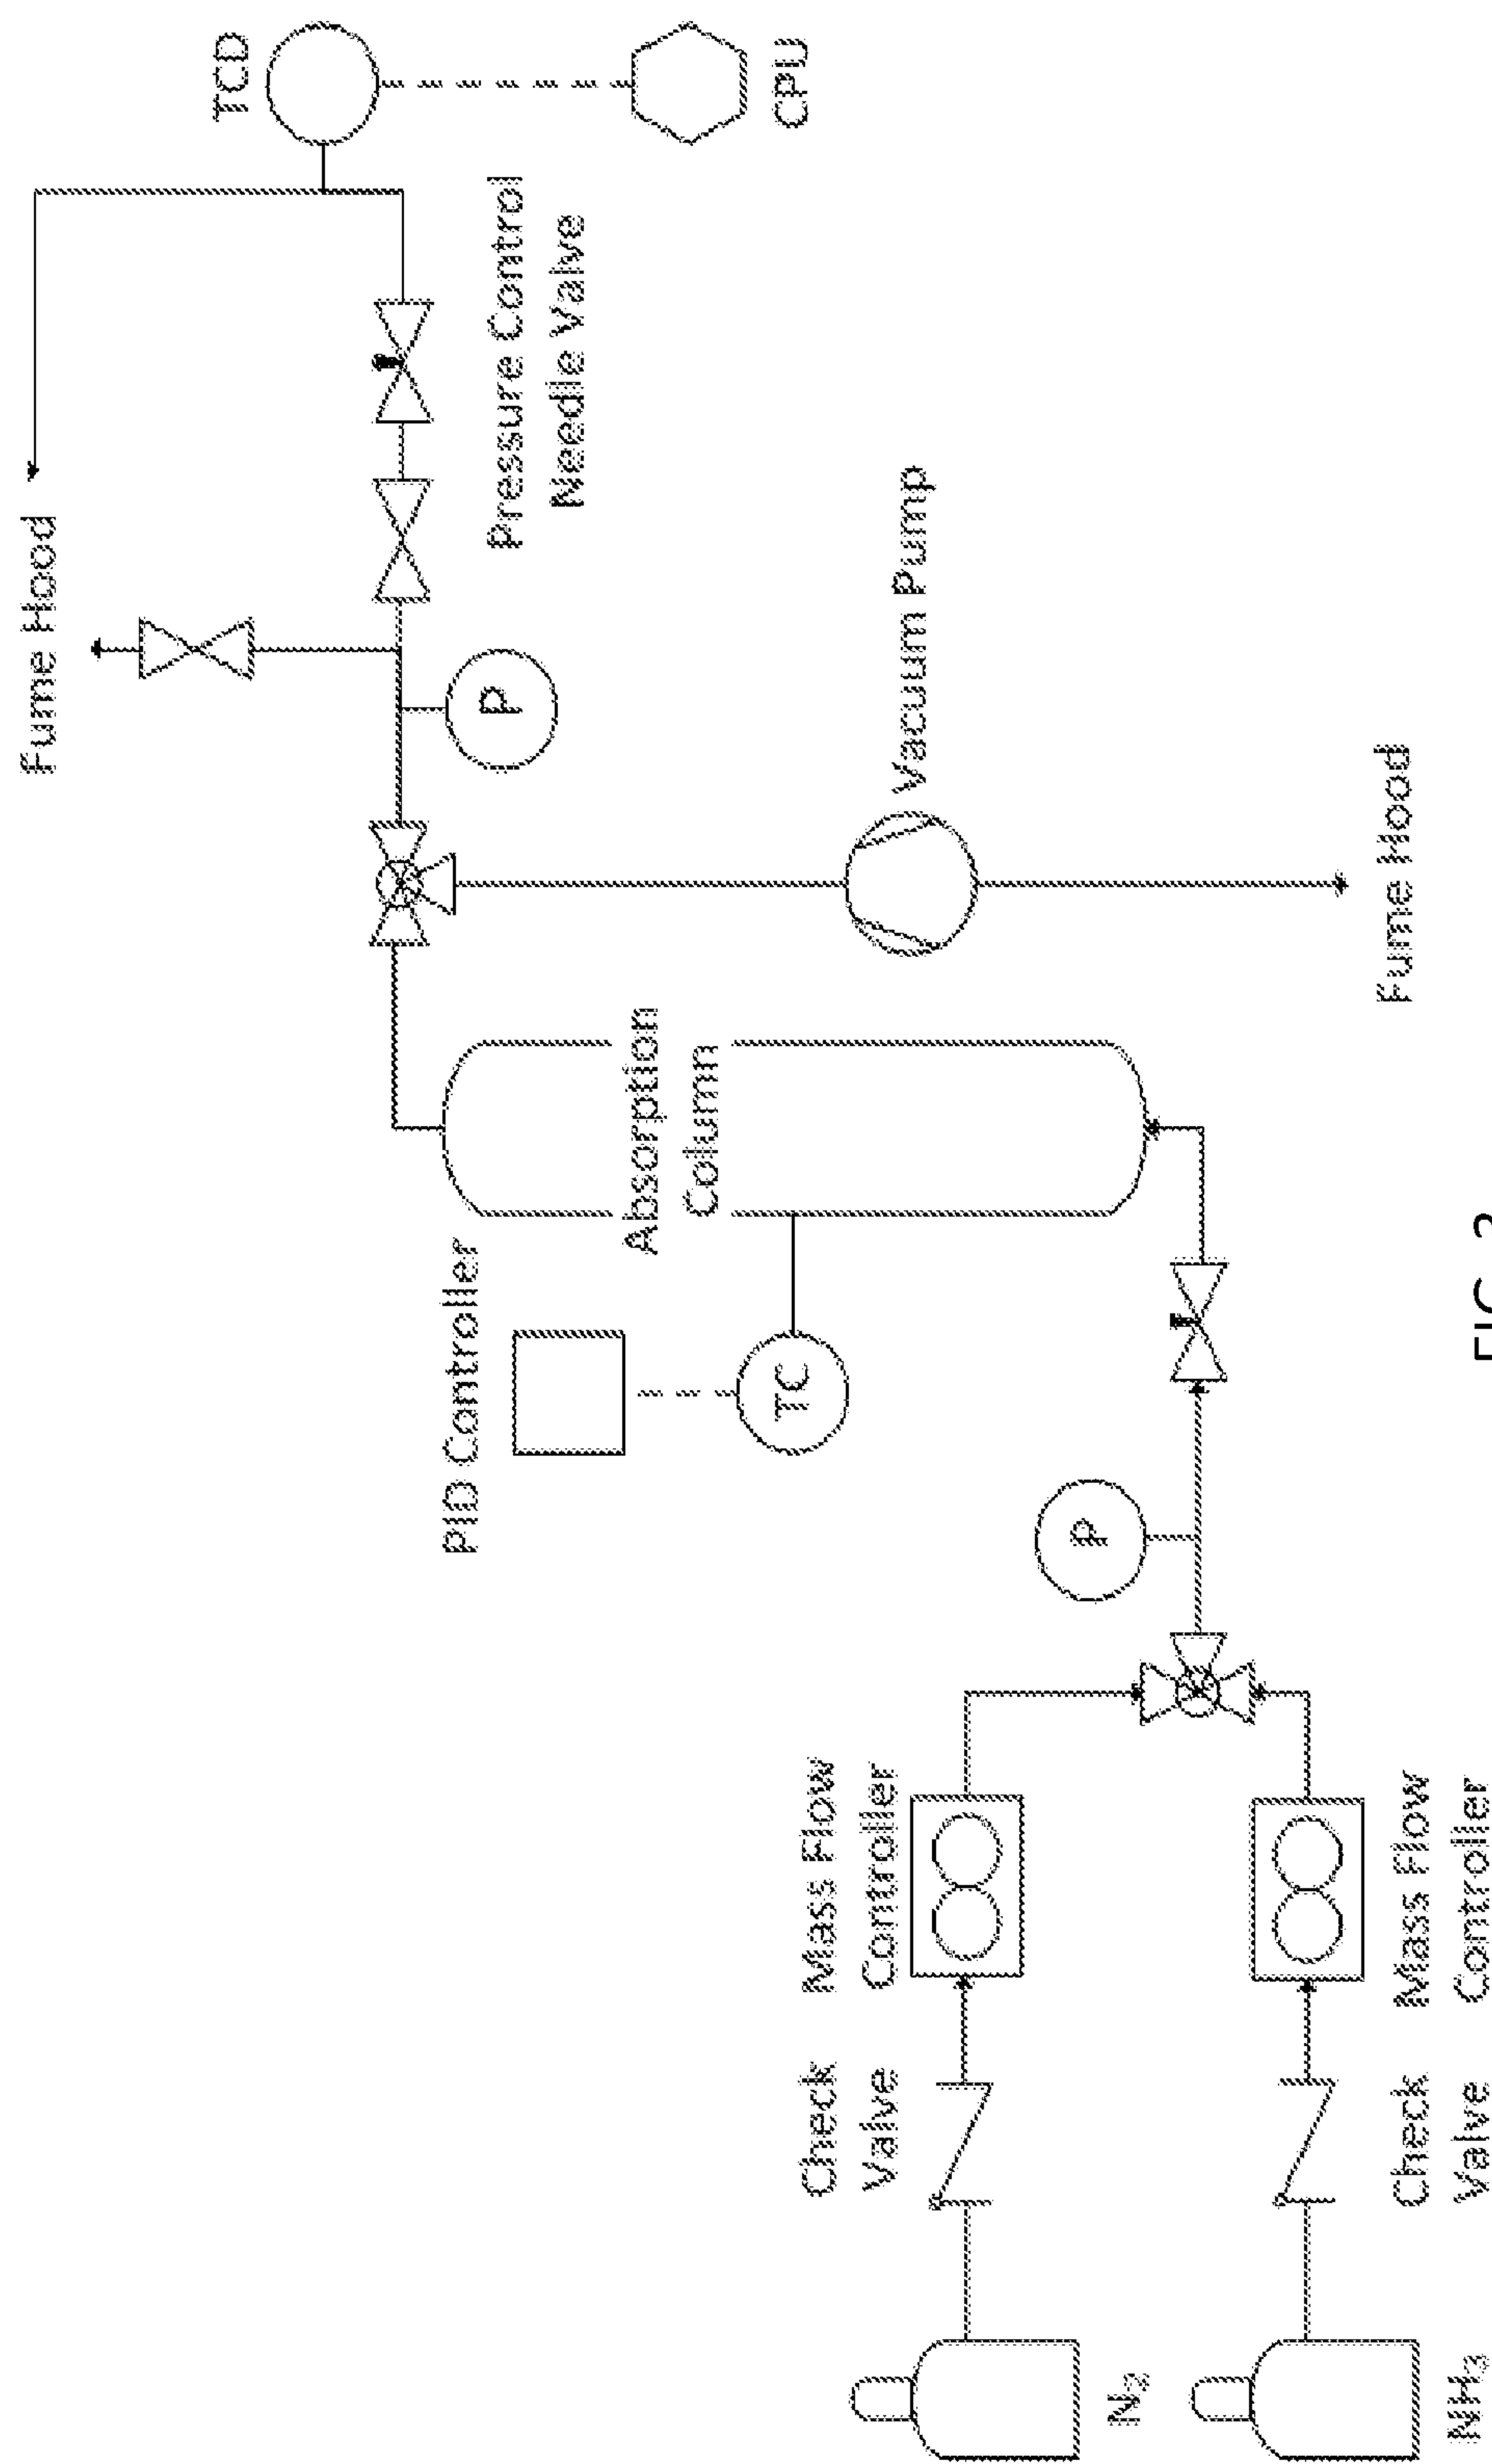 Fume Hood
TCD
PID Controller
P
Pressure Control
Needle Valve
Absorption
Column
TC
CPU
Check
Valve
Mass Flow
Controller
Vacuum Pump
P
N₂
Fume Hood
Check
Valve
Mass Flow
Controller
NH₃
FIG.